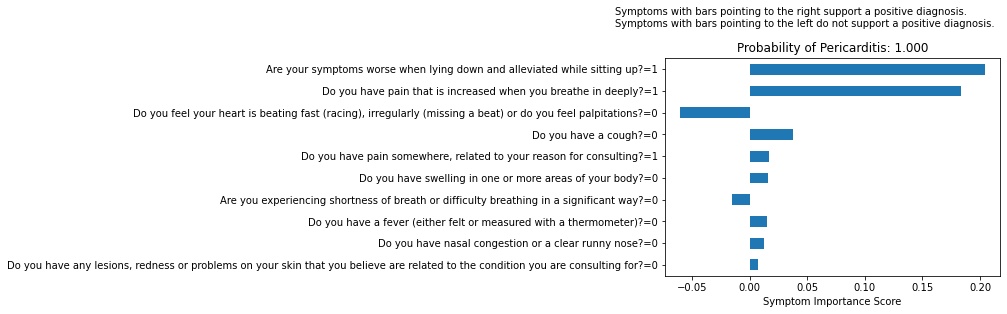 Symptoms with bars pointing to the right support a positive diagnosis.
Symptoms with bars pointing to the left do not support a positive diagnosis.
Probability of Pericarditis: 1.000
Are your symptoms worse when lying down and alleviated while sitting up?=1
Do you have pain that is increased when you breathe in deeply?=1
Do you feel your heart is beating fast (racing), irregularly (missing a beat) or do you feel palpitations?=0
Do you have a cough?=0
Do you have pain somewhere, related to your reason for consulting?=1
Do you have swelling in one or more areas of your body?=0
Are you experiencing shortness of breath or difficulty breathing in a significant way?=0
Do you have a fever (either felt or measured with a thermometer)?=0
Do you have nasal congestion or a clear runny nose?=0
Do you have any lesions, redness or problems on your skin that you believe are related to the condition you are consulting for?=0
−0.05 0.00 0.05 0.10 0.15 0.20
Symptom Importance Score